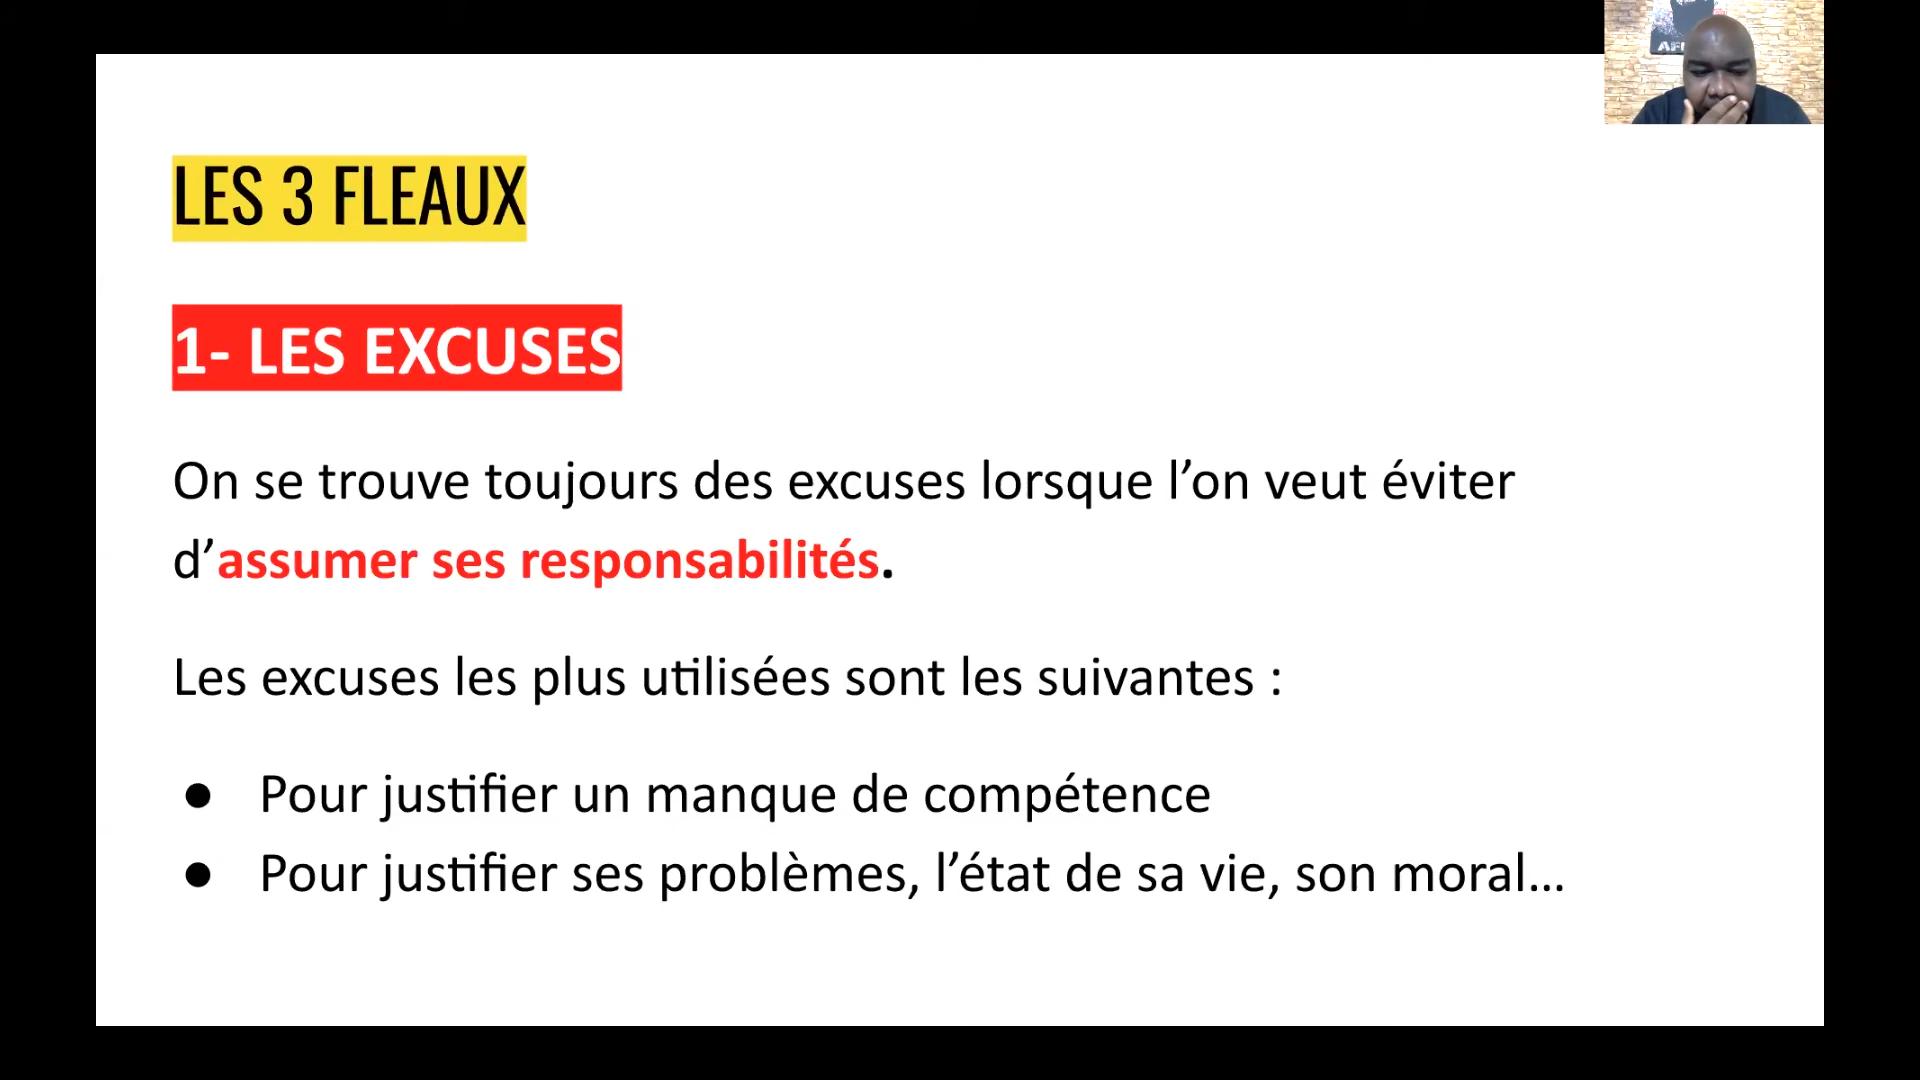 LES 3 FLEAUX
1- LES EXCUSES
On se trouve toujours des excuses lorsque l’on veut éviter
d’assumer ses responsabilités.
Les excuses les plus utilisées sont les suivantes :
● Pour justifier un manque de compétence
● Pour justifier ses problèmes, l’état de sa vie, son moral...